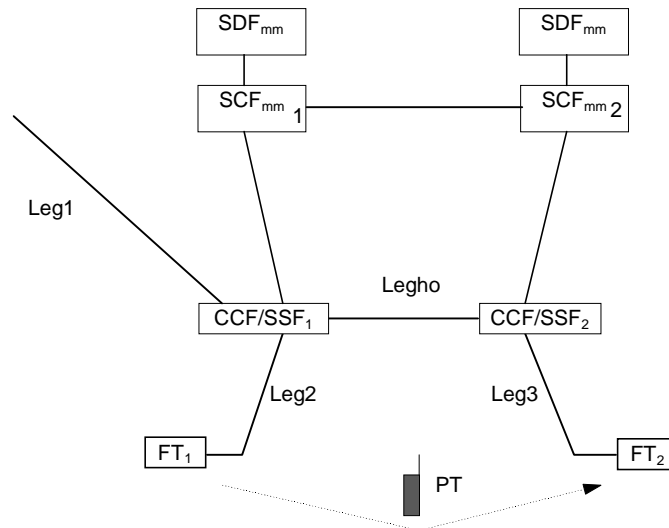 SDFmm SDFmm
SCFmm 1 SCFmm 2
Leg1
Legho
CCF/SSF1 CCF/SSF2
Leg2 Leg3
FT1 FT2
PT